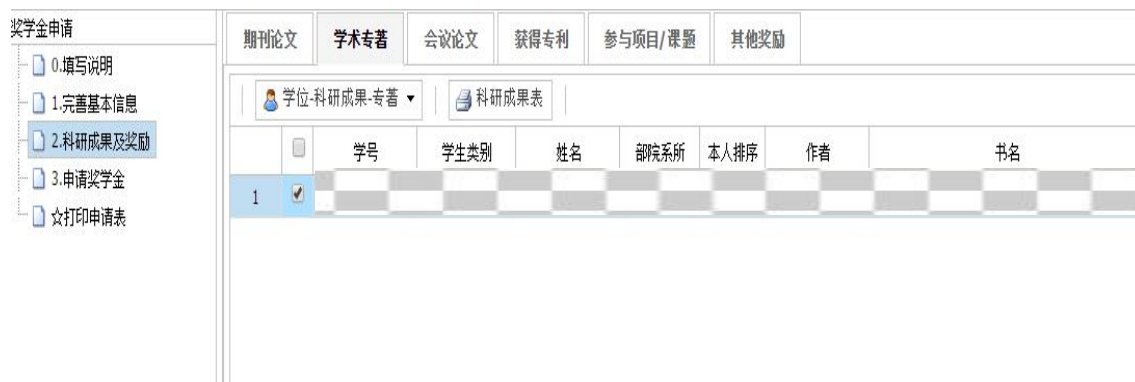 奖学金申请
0.填写说明
1.完善基本信息
2.科研成果及奖励
3.申请奖学金
☆打印申请表
期刊论文 学术专著 会议论文 获得专利 参与项目/课题 其他奖励
学位-科研成果-专著 科研成果表
学号 学生类别 姓名 部院系所 本人排序 作者 书名
1